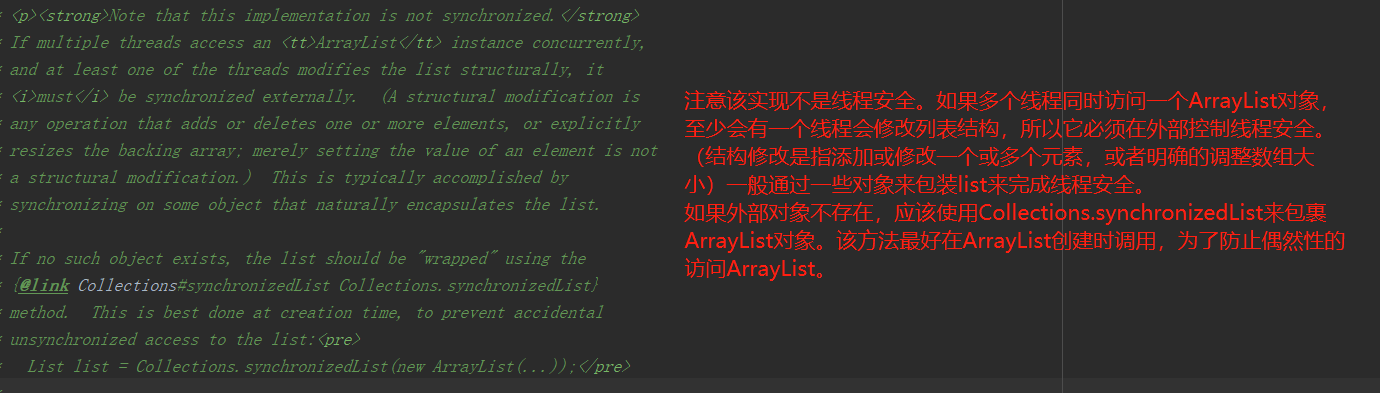 * <p><strong>Note that this implementation is not synchronized.</strong>
* If multiple threads access an <tt>ArrayList</tt> instance concurrently,
* and at least one of the threads modifies the list structurally, it
* <i>must</i> be synchronized externally.  (A structural modification is
* any operation that adds or deletes one or more elements, or explicitly
* resizes the backing array; merely setting the value of an element is not
* a structural modification.)  This is typically accomplished by
* synchronizing on some object that naturally encapsulates the list.
*
* If no such object exists, the list should be "wrapped" using the
* {@link Collections#synchronizedList Collections.synchronizedList}
* method.  This is best done at creation time, to prevent accidental
* unsynchronized access to the list:<pre>
*   List list = Collections.synchronizedList(new ArrayList(...));</pre>
*
注意该实现不是线程安全。如果多个线程同时访问一个ArrayList对象，
至少会有一个线程会修改列表结构，所以它必须在外部控制线程安全。
（结构修改是指添加或修改一个或多个元素，或者明确的调整数组大
小）一般通过一些对象来包装list来完成线程安全。
如果外部对象不存在，应该使用Collections.synchronizedList来包裹
ArrayList对象。该方法最好在ArrayList创建时调用，为了防止偶然性的
访问ArrayList。